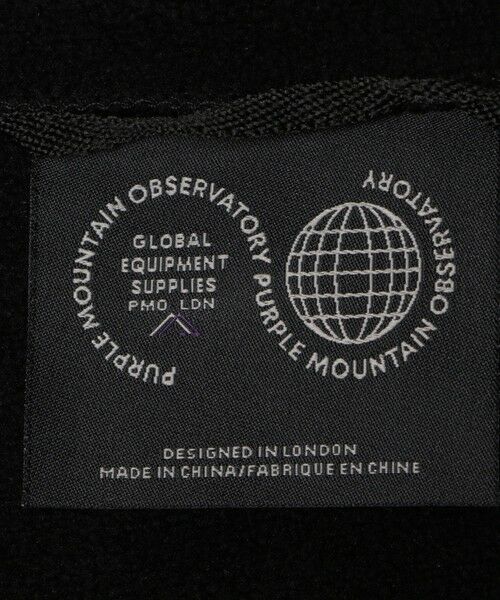 PURPLE MOUNTAIN OBSERVATORY PURPLE MOUNTAIN OBSERVATORY
GLOBAL
EQUIPMENT
SUPPLIES
PMO LDN
DESIGNED IN LONDON
MADE IN CHINA/FABRIQUE EN CHINE